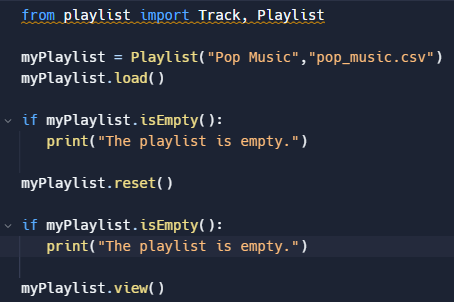 from playlist import Track, Playlist
myPlaylist = Playlist("Pop Music","pop_music.csv")
myPlaylist.load()
if myPlaylist.isEmpty():
print("The playlist is empty.")
myPlaylist.reset()
if myPlaylist.isEmpty():
print("The playlist is empty.")
myPlaylist.view()